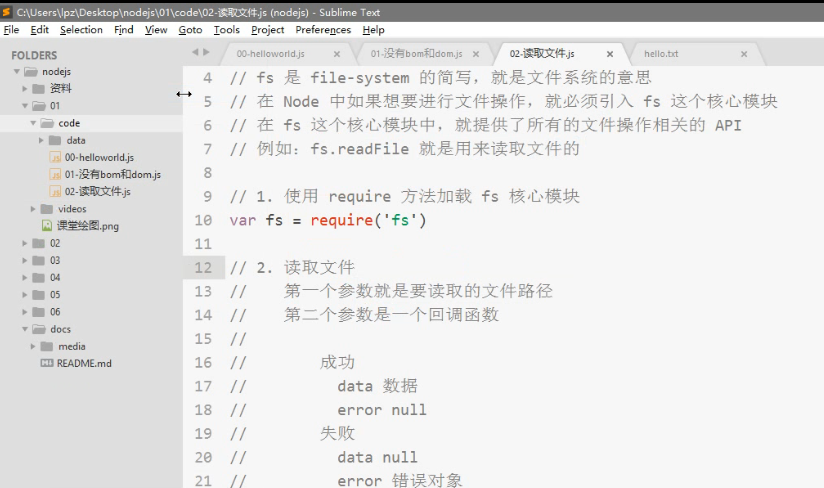 C:\Users\lpz\Desktop\nodejs\01\code\02-读取文件.js (nodejs) - Sublime Text
File Edit Selection Find View Goto Tools Project Preferences Help
00-helloworld.js 01-没有bom和dom.js 02-读取文件.js hello.txt
FOLDERS
nodejs
资料
01
code
data
00-helloworld.js
01-没有bom和dom.js
02-读取文件.js
videos
课堂绘图.png
02
03
04
05
06
docs
media
README.md
4 // fs 是 file-system 的简写，就是文件系统的意思
5 // 在 Node 中如果想要进行文件操作，就必须引入 fs 这个核心模块
6 // 在 fs 这个核心模块中，就提供了所有的文件操作相关的 API
7 // 例如：fs.readFile 就是用来读取文件的
8
9 // 1. 使用 require 方法加载 fs 核心模块
10 var fs = require('fs')
11
12 // 2. 读取文件
13 // 第一个参数就是要读取的文件路径
14 // 第二个参数是一个回调函数
15 //
16 // 成功
17 // data 数据
18 // error null
19 // 失败
20 // data null
21 // error 错误对象